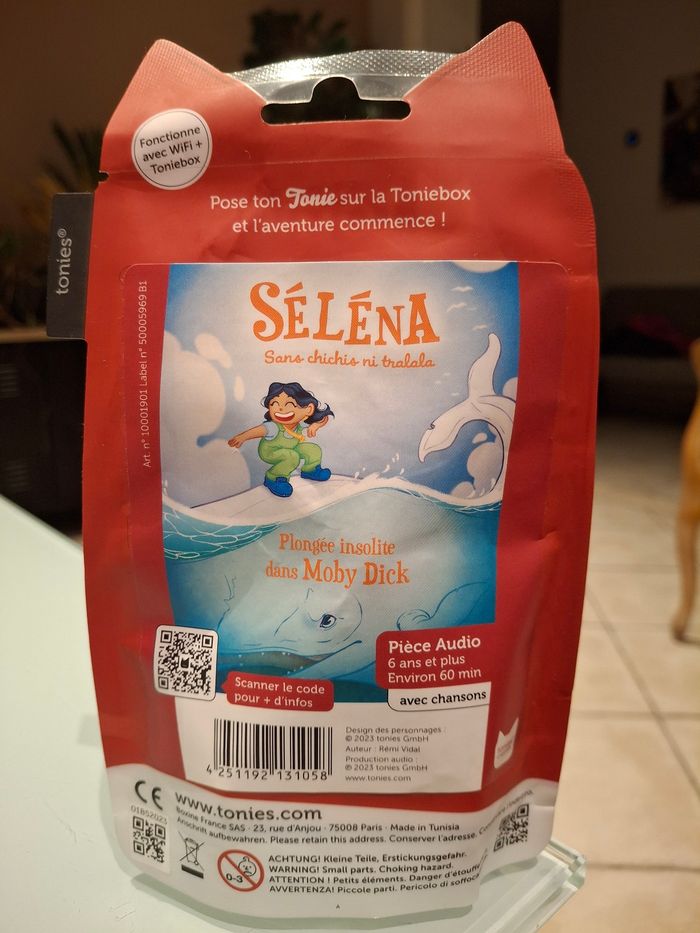 Fonctionne
avec WiFi +
Toniebox
tonies®
Pose ton Tonie sur la Toniebox
et l'aventure commence !
Art. n° 10001901 Label n° 50005969 B1
SÉLÉNA
Sans chichis ni tralala
Plongée insolite
dans Moby Dick
Pièce Audio
6 ans et plus
Environ 60 min
avec chansons
Scanner le code
pour + d'infos
4 251192 131058
Design des personnages :
© 2023 tonies GmbH
Auteur : Rémi Vidal
Production audio :
℗ 2023 tonies GmbH
www.tonies.com
CE
01852023
www.tonies.com
Boxine France SAS · 23, rue d'Anjou · 75008 Paris · Made in Tunisia
Anschrift aufbewahren. Please retain this address. Conserver l'adresse.
0-3
ACHTUNG! Kleine Teile, Erstickungsgefahr.
WARNING! Small parts. Choking hazard.
ATTENTION ! Petits éléments. Danger
AVVERTENZA! Piccole parti. Pericolo di